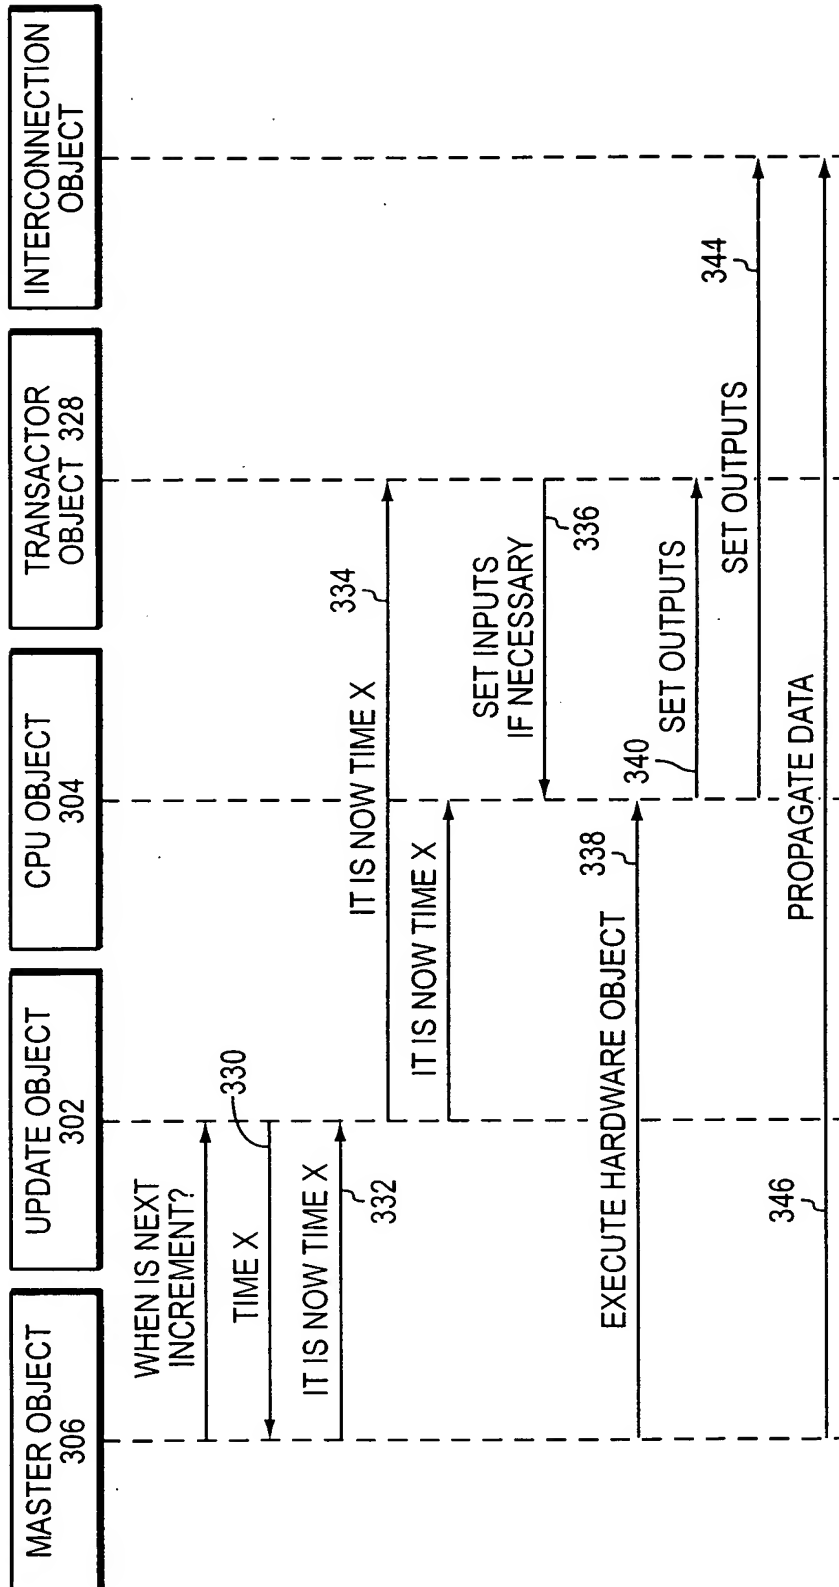 MASTER OBJECT
306
UPDATE OBJECT
302
CPU OBJECT
304
TRANSACTOR
OBJECT 328
INTERCONNECTION
OBJECT
WHEN IS NEXT
INCREMENT?
TIME X
330
IT IS NOW TIME X
332
IT IS NOW TIME X
334
IT IS NOW TIME X
SET INPUTS
IF NECESSARY
336
EXECUTE HARDWARE OBJECT
338
340
SET OUTPUTS
SET OUTPUTS
344
346
PROPAGATE DATA